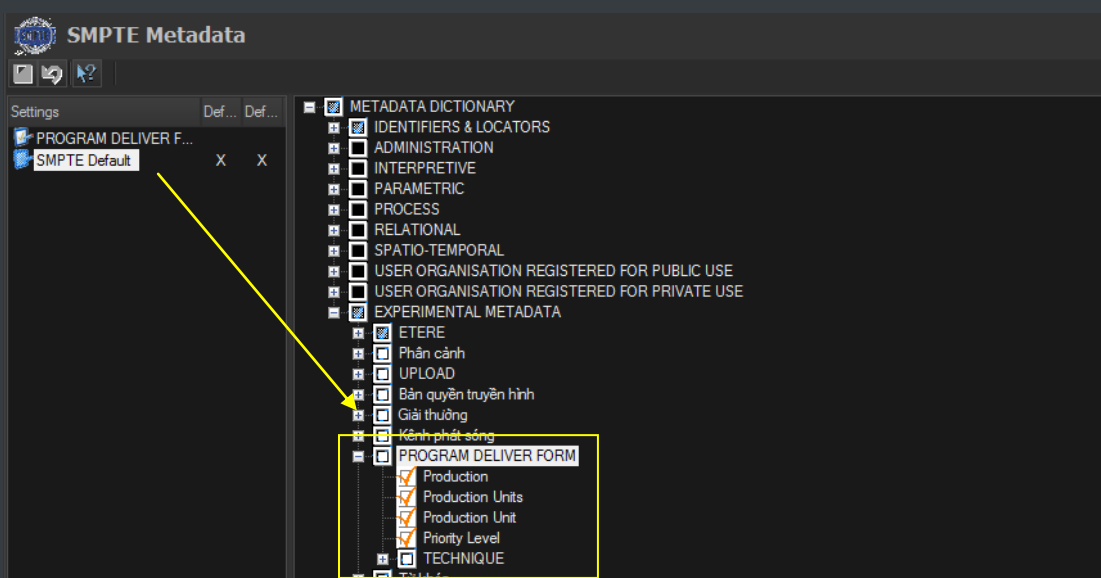 SMPTE Metadata
Settings Def... Def...
PROGRAM DELIVER F...
SMPTE Default X X
METADATA DICTIONARY
IDENTIFIERS & LOCATORS
ADMINISTRATION
INTERPRETIVE
PARAMETRIC
PROCESS
RELATIONAL
SPATIO-TEMPORAL
USER ORGANISATION REGISTERED FOR PUBLIC USE
USER ORGANISATION REGISTERED FOR PRIVATE USE
EXPERIMENTAL METADATA
ETERE
Phân cảnh
UPLOAD
Bản quyền truyền hình
Giải thưởng
Kênh phát sóng
PROGRAM DELIVER FORM
Production
Production Units
Production Unit
Priority Level
TECHNIQUE